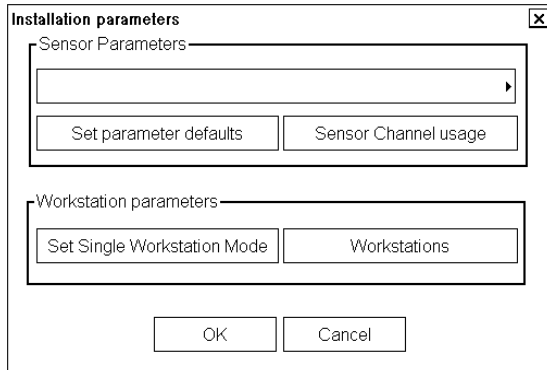 Installation parameters
Sensor Parameters
Set parameter defaults
Sensor Channel usage
Workstation parameters
Set Single Workstation Mode
Workstations
OK
Cancel